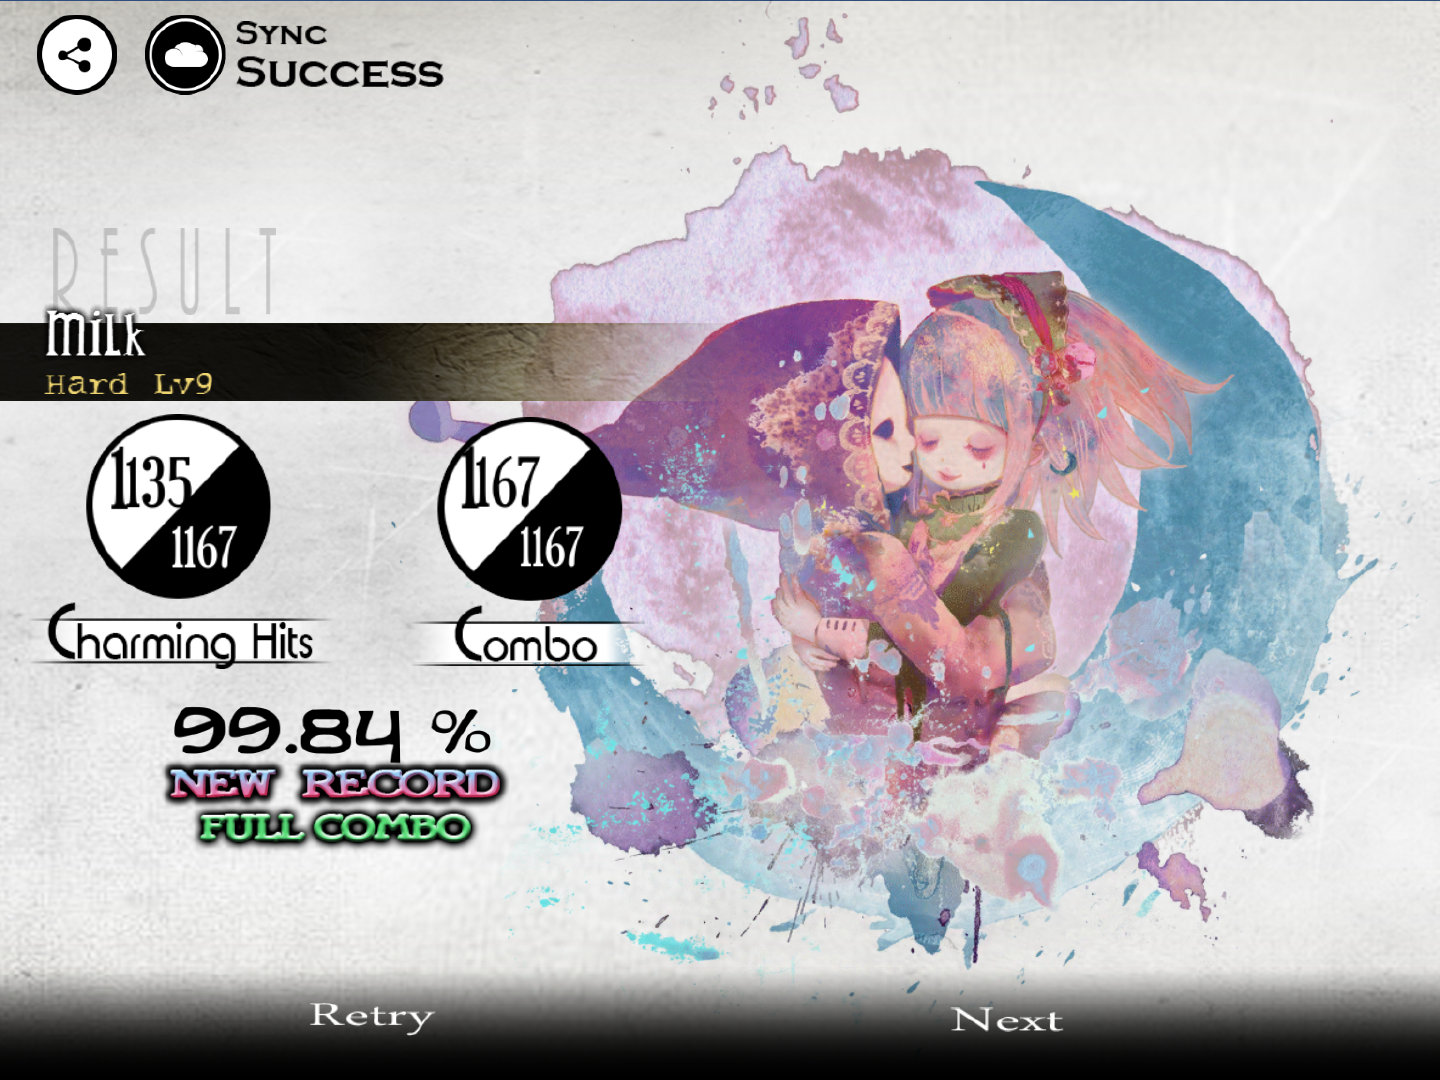 SYNC
SUCCESS
RESULT
MiLk
Hard Lv9
1135
1167
1167
1167
Charming Hits
Combo
99.84 %
NEW RECORD
FULL COMBO
Retry
Next